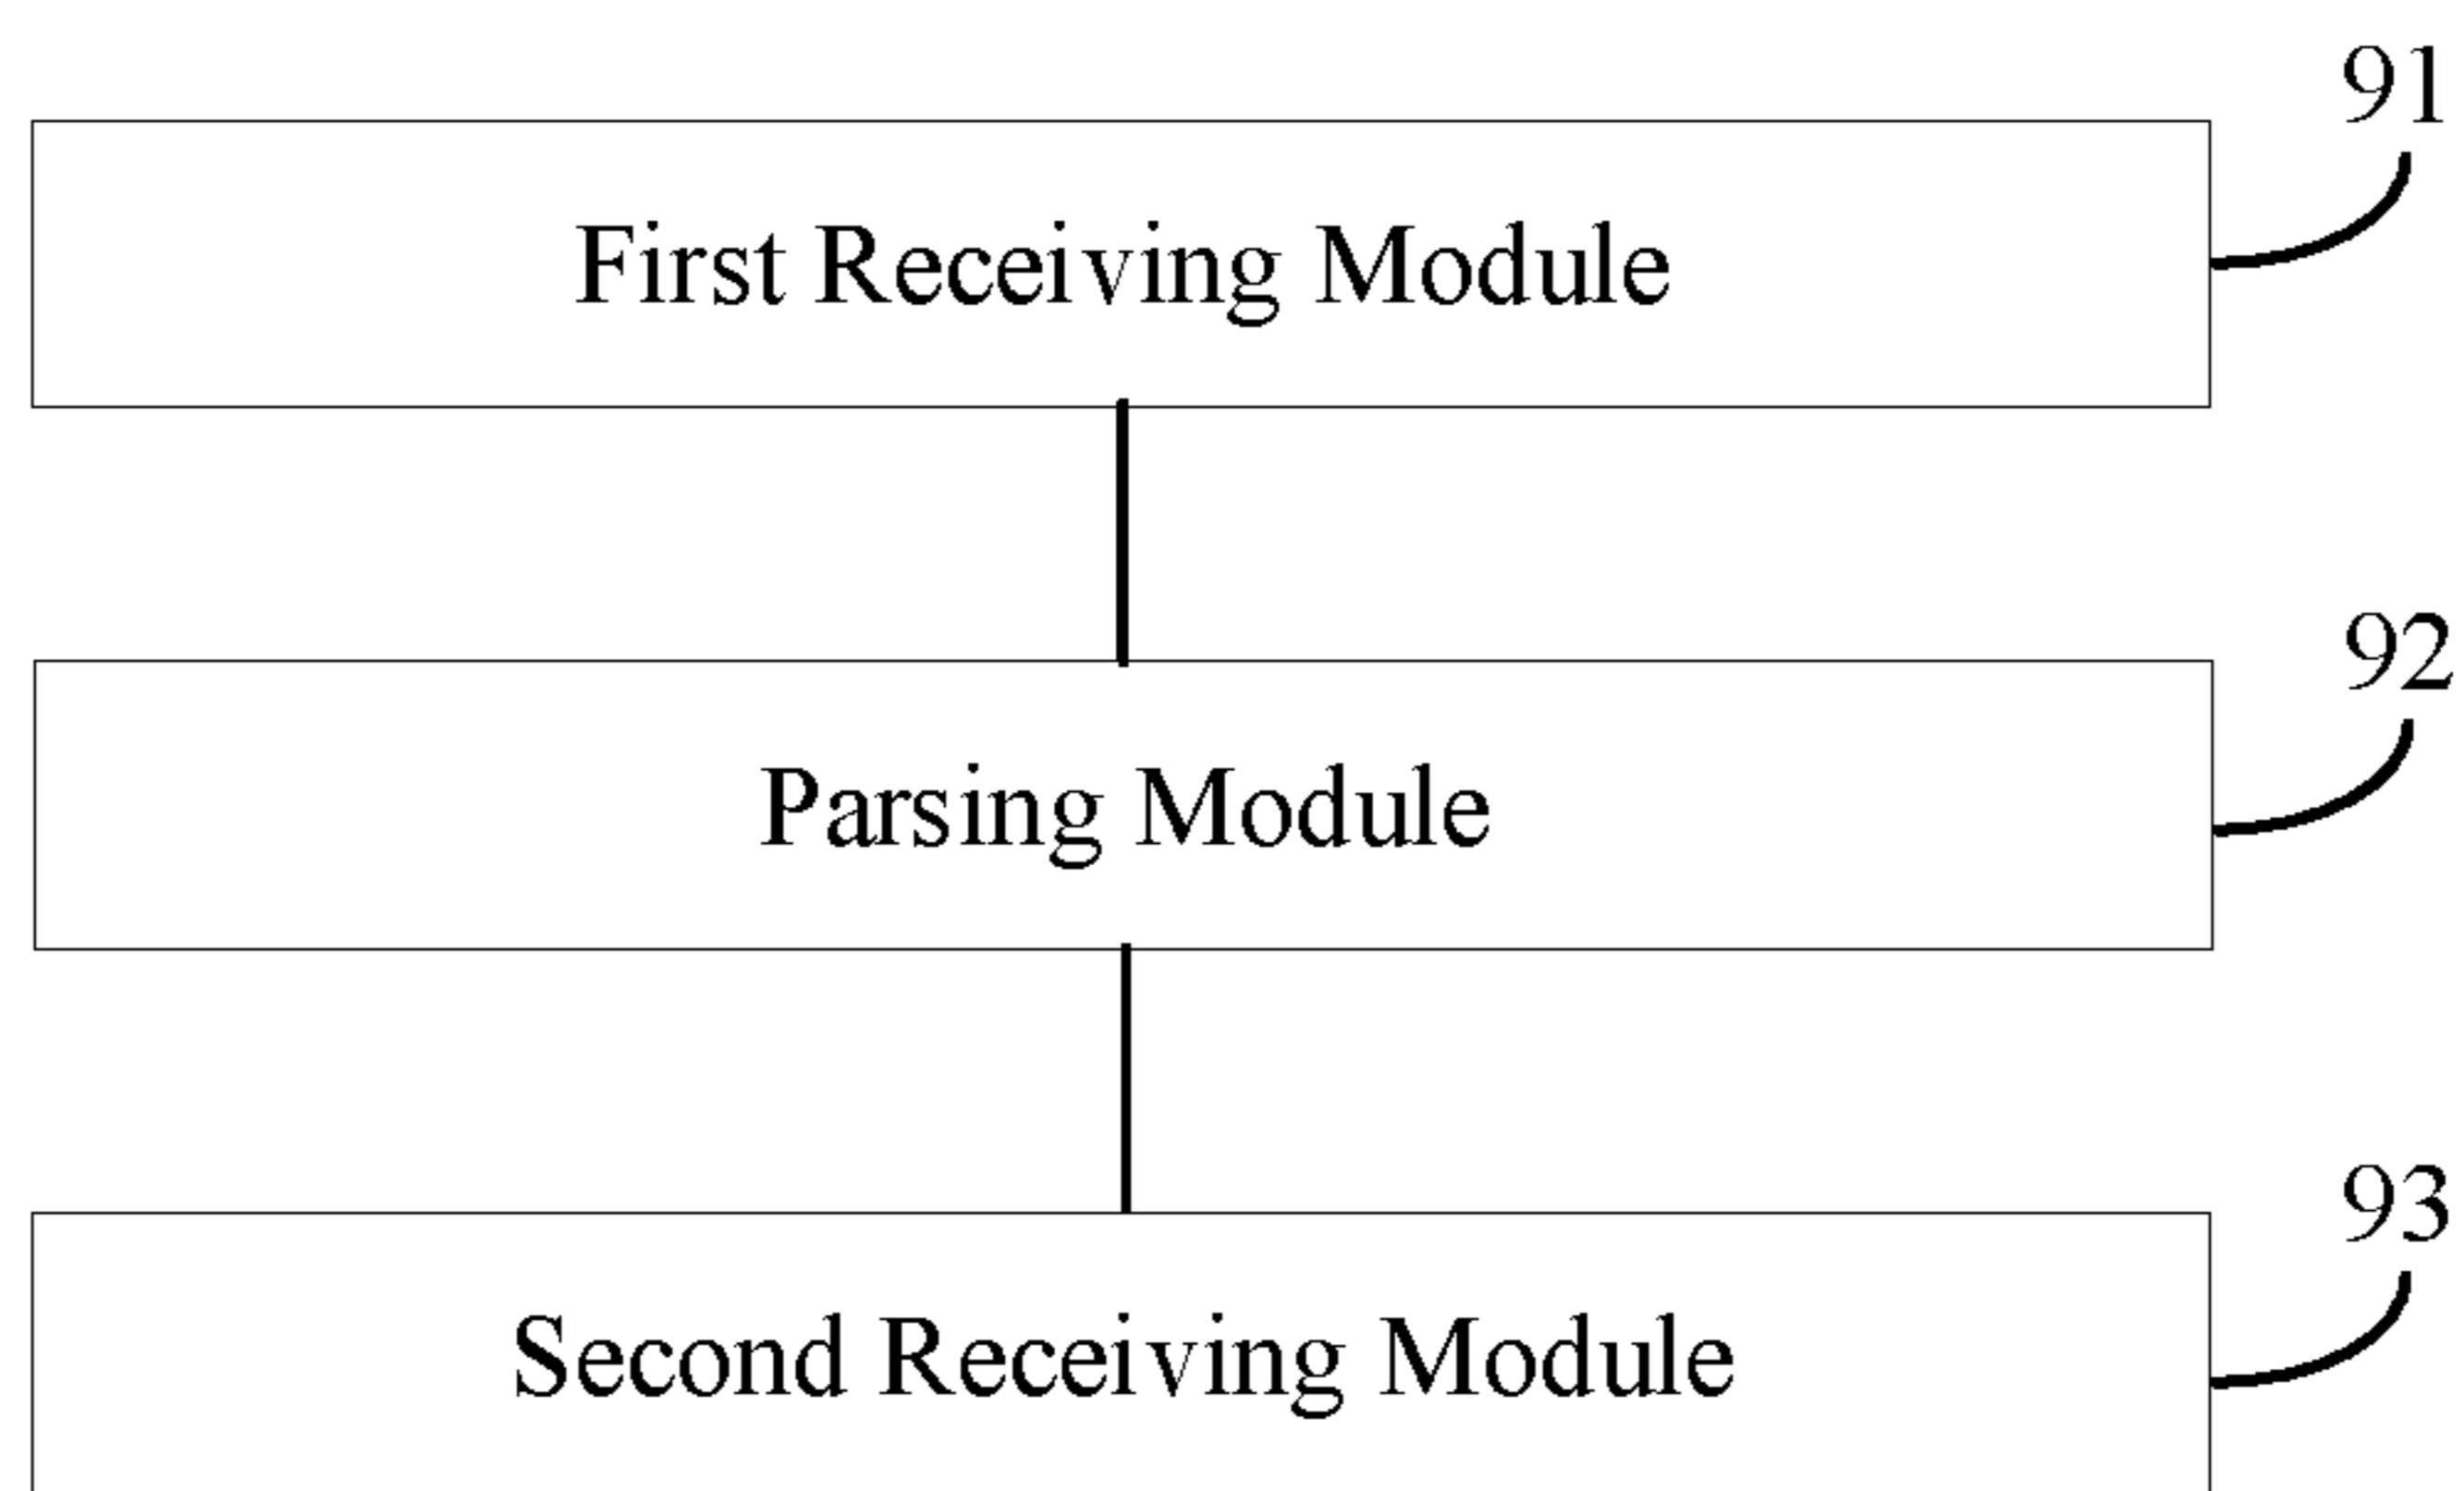 91
First Receiving Module
92
Parsing Module
93
Second Receiving Module